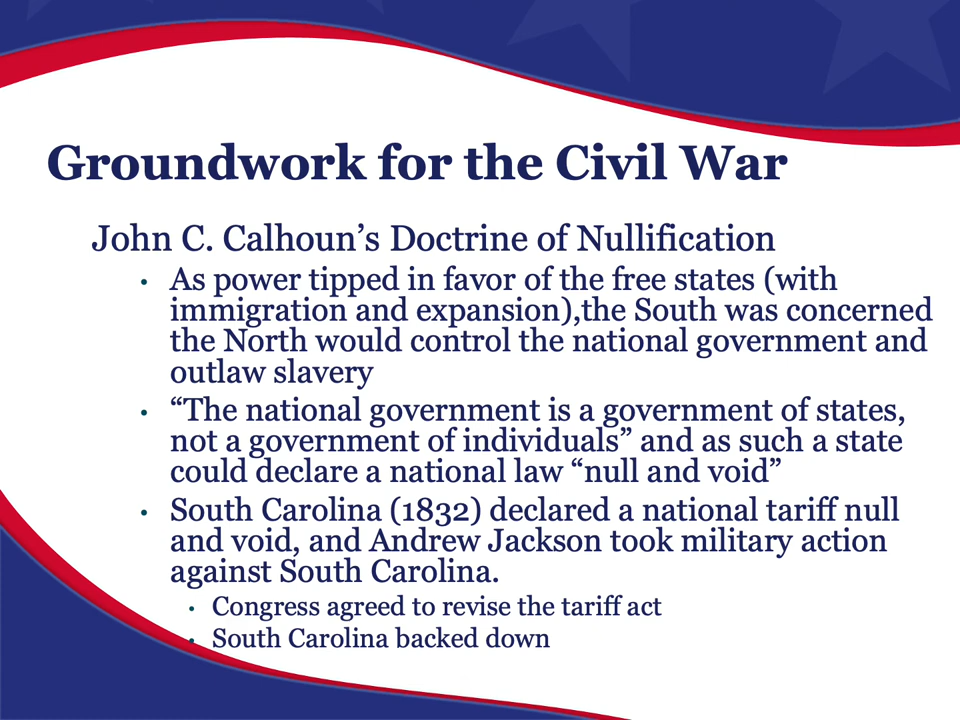 Groundwork for the Civil War
John C. Calhoun’s Doctrine of Nullification
• As power tipped in favor of the free states (with
immigration and expansion),the South was concerned
the North would control the national government and
outlaw slavery
• “The national government is a government of states,
not a government of individuals” and as such a state
could declare a national law “null and void”
• South Carolina (1832) declared a national tariff null
and void, and Andrew Jackson took military action
against South Carolina.
• Congress agreed to revise the tariff act
• South Carolina backed down